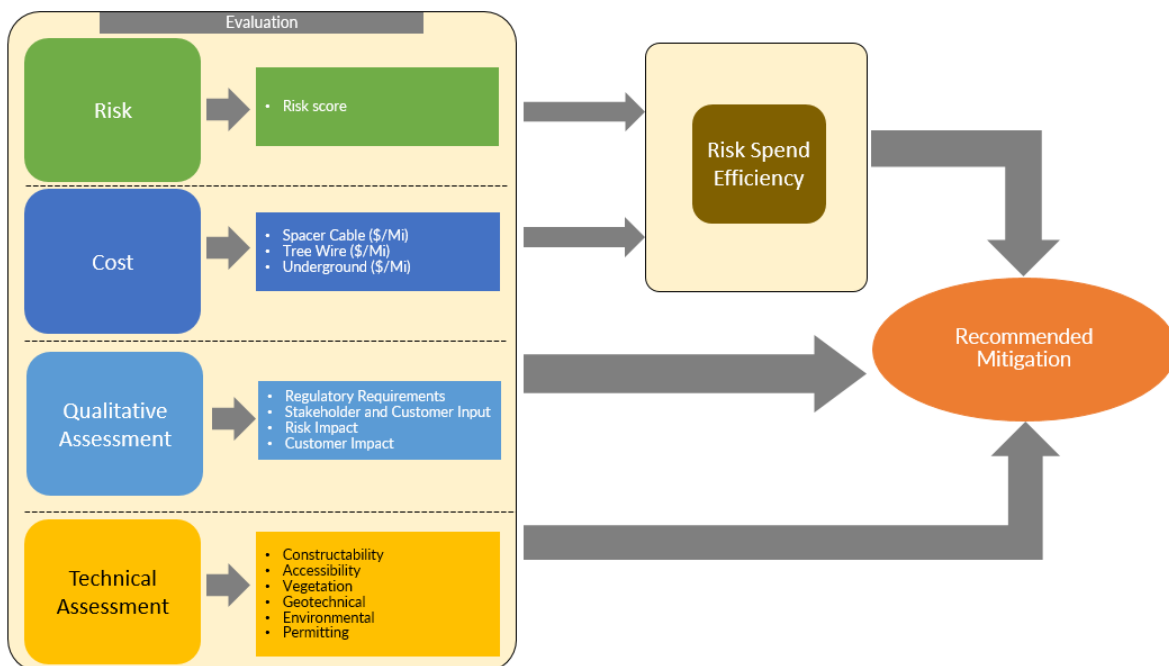 Evaluation
Risk
• Risk score
Cost
• Spacer Cable ($/Mi)
• Tree Wire ($/Mi)
• Underground ($/Mi)
Qualitative
Assessment
• Regulatory Requirements
• Stakeholder and Customer Input
• Risk Impact
• Customer Impact
Technical
Assessment
• Constructability
• Accessibility
• Vegetation
• Geotechnical
• Environmental
• Permitting
Risk Spend
Efficiency
Recommended
Mitigation